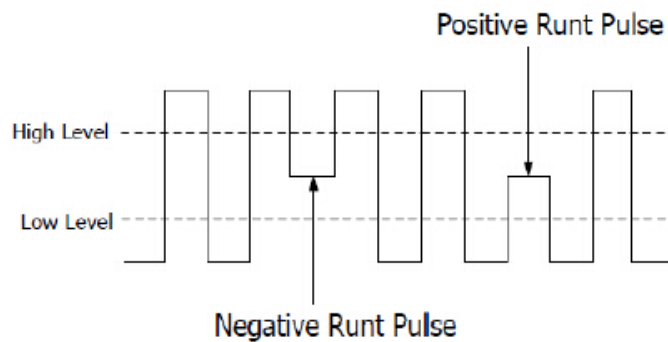 Positive Runt Pulse
High Level
Low Level
Negative Runt Pulse